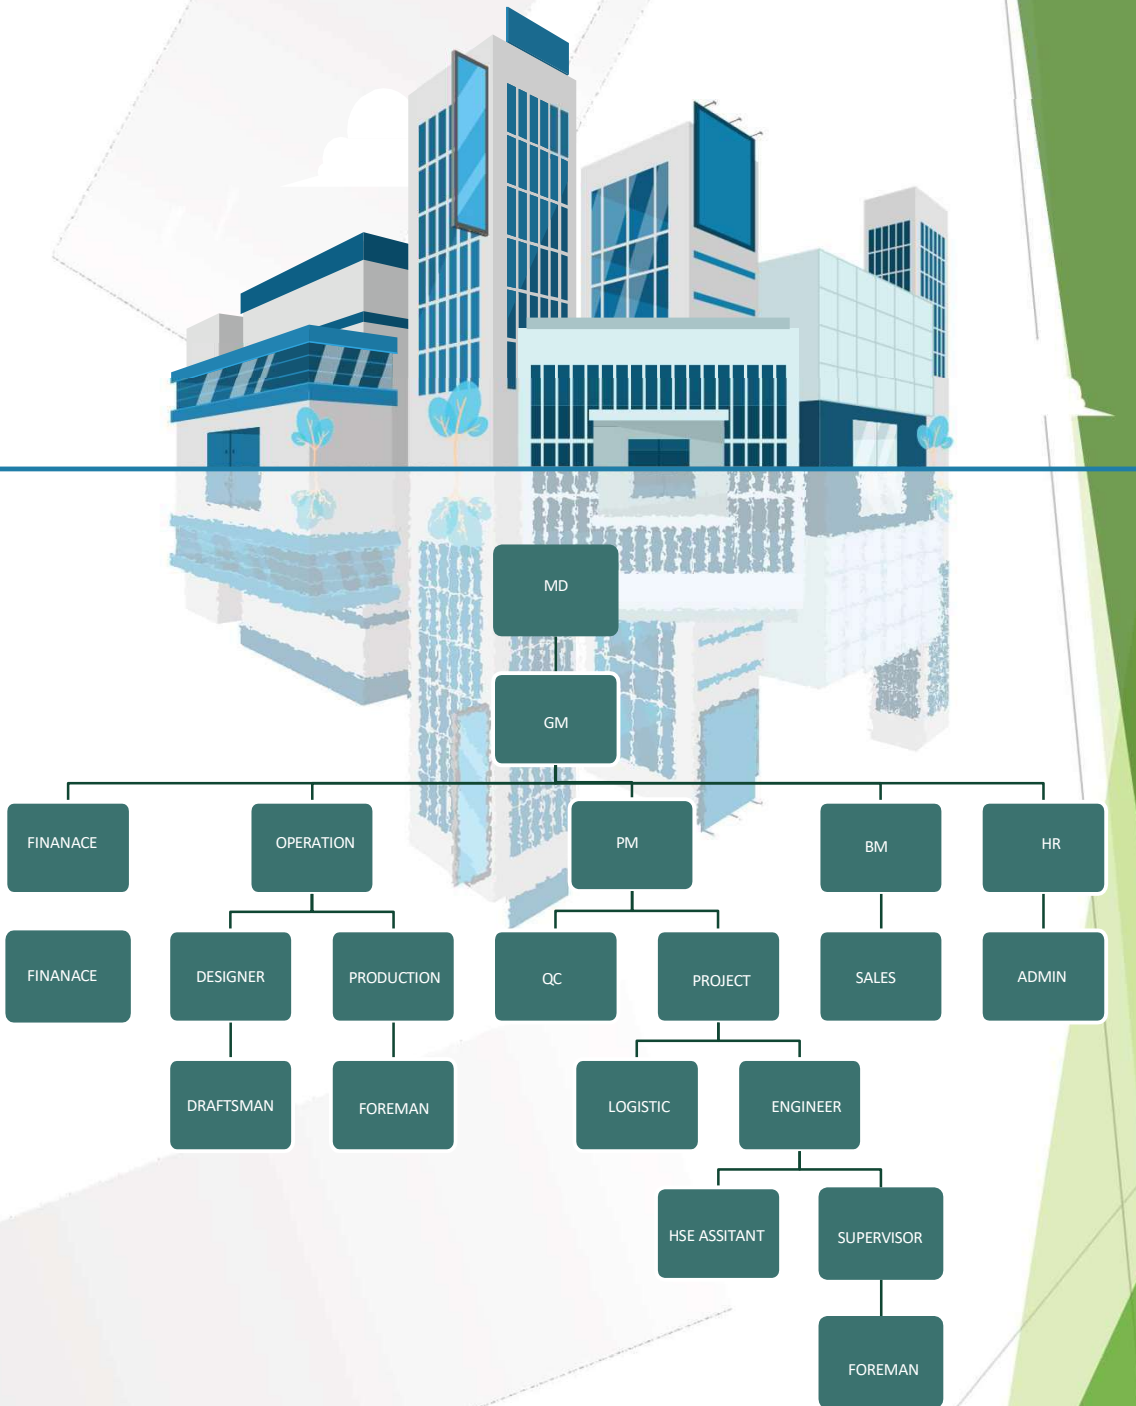 MD
GM
FINANACE
OPERATION
PM
BM
HR
FINANACE
DESIGNER
PRODUCTION
QC
PROJECT
SALES
ADMIN
DRAFTSMAN
FOREMAN
LOGISTIC
ENGINEER
HSE ASSITANT
SUPERVISOR
FOREMAN